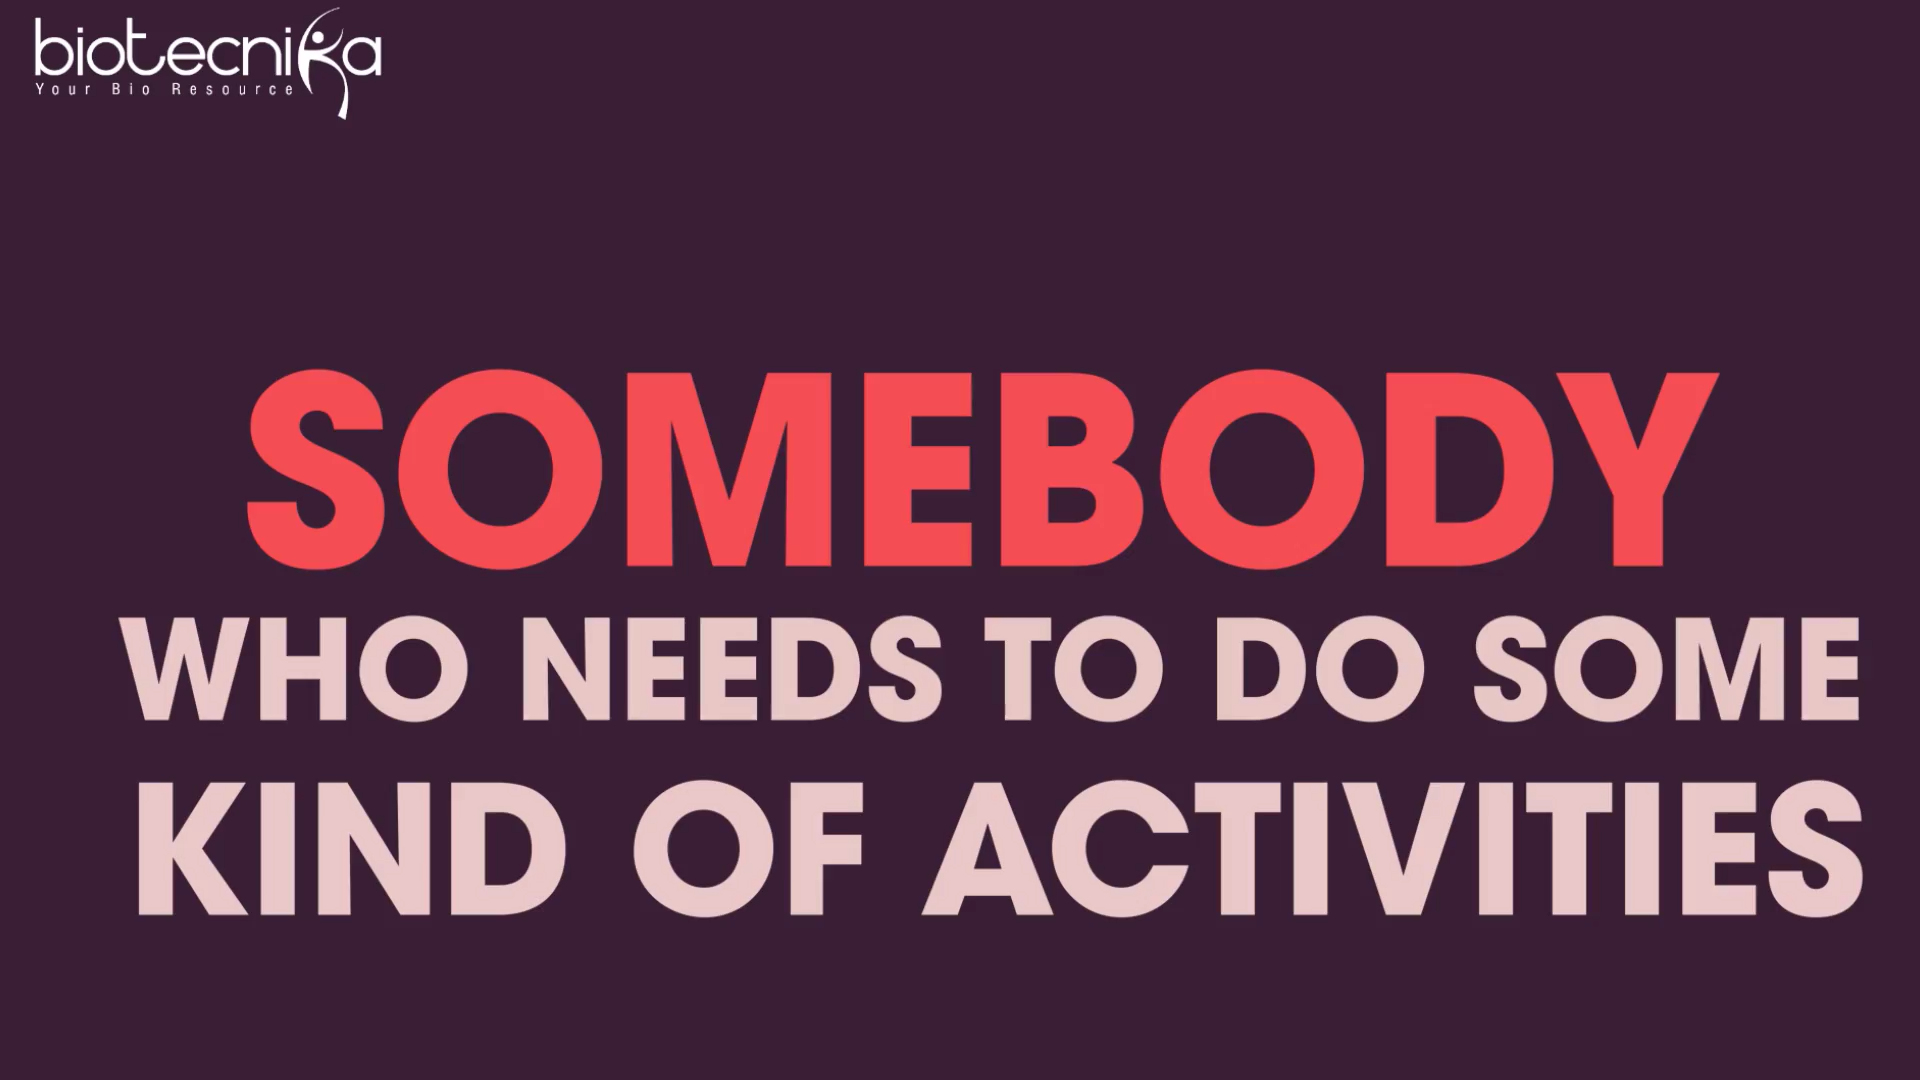 biotecnika
Your Bio Resource
SOMEBODY
WHO NEEDS TO DO SOME
KIND OF ACTIVITIES